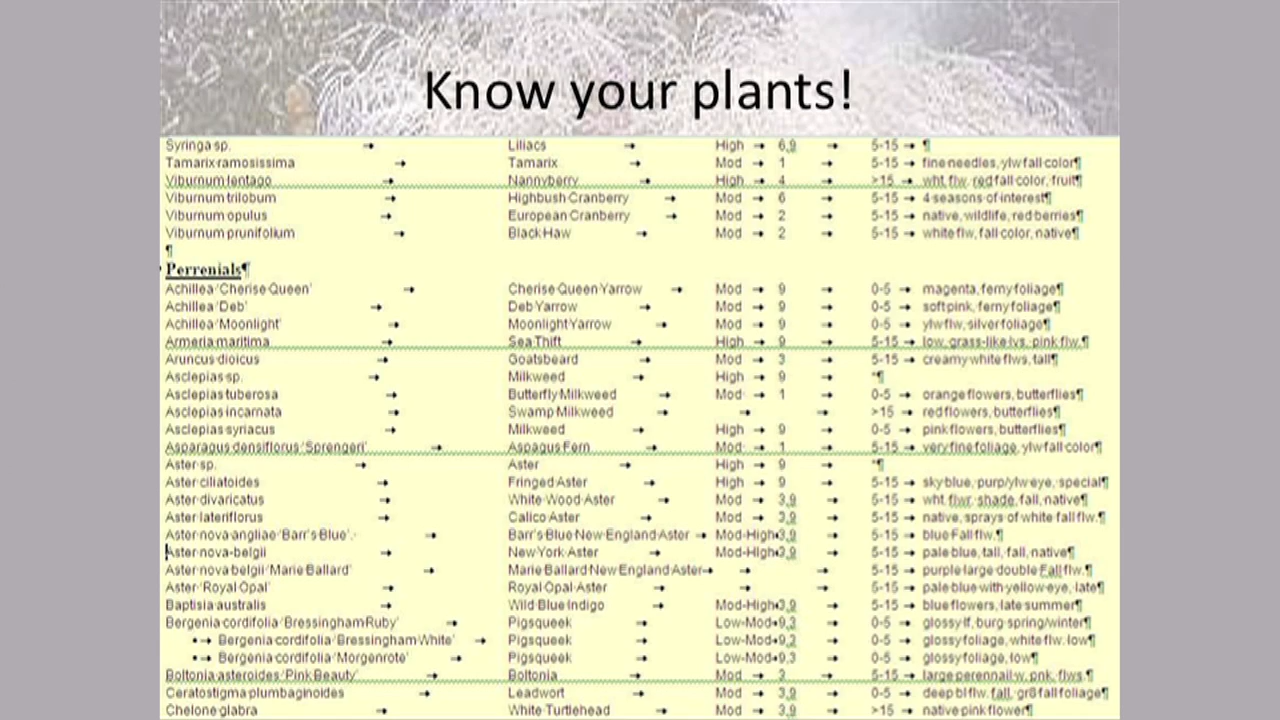 Know your plants!
Syringa sp. Liliacs High 6,9 5-15
Tamarix ramosissima Tamarix Mod 1 5-15 fine needles, ylw fall color
Viburnum lentago Nannyberry High 4 >15 wht. flw. red fall color, fruit
Viburnum trilobum Highbush Cranberry Mod 6 5-15 4 seasons of interest
Viburnum opulus European Cranberry Mod 2 5-15 native, wildlife, red berries
Viburnum prunifolium Black Haw Mod 2 5-15 white flw, fall color, native
Perrenials
Achillea 'Cherise Queen' Cherise Queen Yarrow Mod 9 0-5 magenta, ferny foliage
Achillea 'Deb' Deb Yarrow Mod 9 0-5 soft pink, ferny foliage
Achillea 'Moonlight' Moonlight Yarrow Mod 9 0-5 ylw flw, silver foliage
Armeria maritima Sea Thift High 9 5-15 low, grass-like lvs. pink flw.
Aruncus dioicus Goatsbeard Mod 3 5-15 creamy white flws, tall
Asclepias sp. Milkweed High 9 "
Asclepias tuberosa Butterfly Milkweed Mod 1 0-5 orange flowers, butterflies
Asclepias incarnata Swamp Milkweed >15 red flowers, butterflies
Asclepias syriacus Milkweed High 9 0-5 pink flowers, butterflies
Asparagus densiflorus 'Sprengeri' Aspagus Fern Mod 1 5-15 very fine foliage, ylw fall color
Aster sp. Aster High 9 "
Aster ciliatoides Fringed Aster High 9 5-15 sky blue, purp/ylw eye, special
Aster divaricatus White Wood Aster Mod 3,9 5-15 wht. flwr. shade, fall, native
Aster lateriflorus Calico Aster Mod 3,9 5-15 native, sprays of white fall flw.
Aster nova angliae 'Barr's Blue'. Barr's Blue New England Aster Mod-High 3,9 5-15 blue Fall flw.
Aster nova-belgii New York Aster Mod-High 3,9 5-15 pale blue, tall, fall, native
Aster nova belgii 'Marie Ballard' Marie Ballard New England Aster 5-15 purple large double Fall flw.
Aster 'Royal Opal' Royal Opal Aster 5-15 pale blue with yellow eye, late
Baptisia australis Wild Blue Indigo Mod-High 3,9 5-15 blue flowers, late summer
Bergenia cordifolia 'Bressingham Ruby' Pigsqueek Low-Mod 9,3 0-5 glossy lf, burg spring/winter
• Bergenia cordifolia 'Bressingham White' Pigsqueek Low-Mod 9,3 0-5 glossy foliage, white flw. low
• Bergenia cordifolia 'Morgenrote' Pigsqueek Low-Mod 9,3 0-5 glossy foliage, low
Boltonia asteroides 'Pink Beauty' Boltonia Mod 3 5-15 large perennail w. pnk. flws
Ceratostigma plumbaginoides Leadwort Mod 3,9 0-5 deep bl flw. fall, gr8 fall foliage
Chelone glabra White Turtlehead Mod 3,9 >15 native pink flower